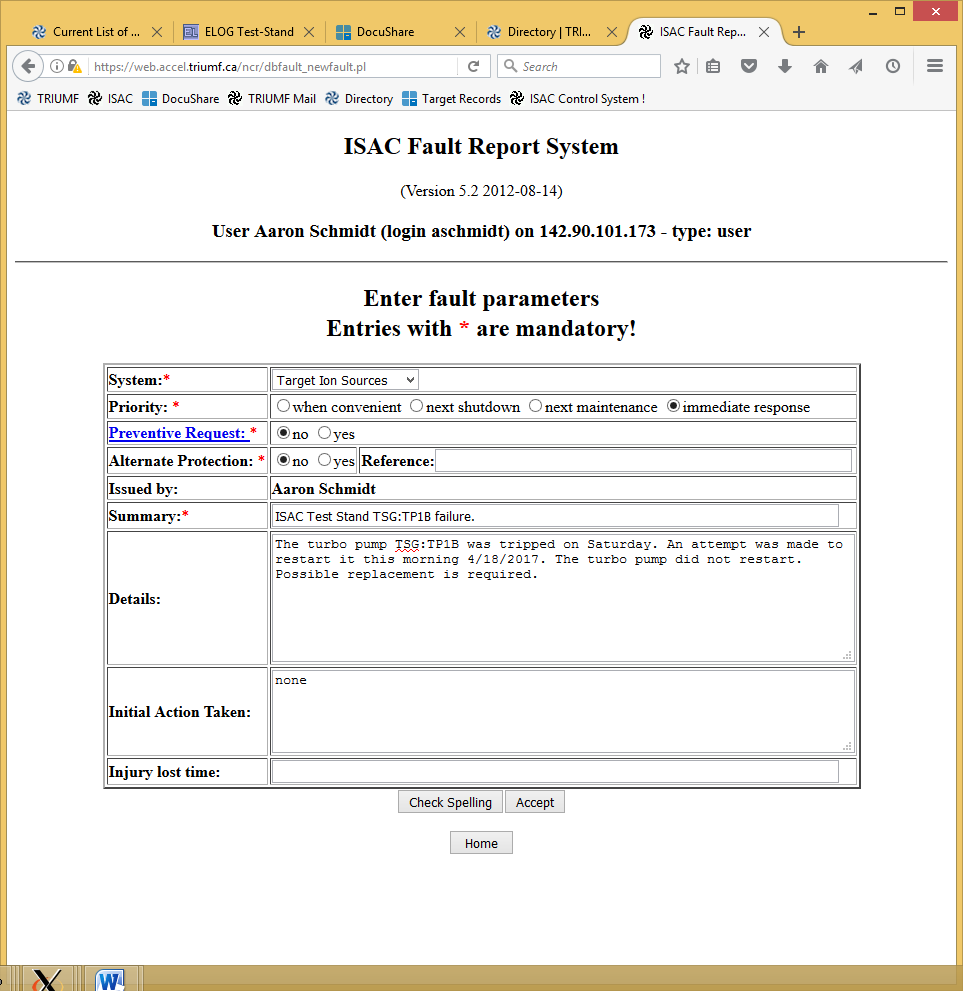 Current List of ... ELOG Test-Stand DocuShare Directory | TRI... ISAC Fault Rep...
https://web.accel.triumf.ca/ncr/dbfault_newfault.pl Search
TRIUMF ISAC DocuShare TRIUMF Mail Directory Target Records ISAC Control System !
ISAC Fault Report System
(Version 5.2 2012-08-14)
User Aaron Schmidt (login aschmidt) on 142.90.101.173 - type: user
Enter fault parameters
Entries with * are mandatory!
System:* Target Ion Sources
Priority: * when convenient next shutdown next maintenance immediate response
Preventive Request: * no yes
Alternate Protection: * no yes Reference:
Issued by: Aaron Schmidt
Summary:* ISAC Test Stand TSG:TP1B failure.
Details: The turbo pump TSG:TP1B was tripped on Saturday. An attempt was made to
restart it this morning 4/18/2017. The turbo pump did not restart.
Possible replacement is required.
Initial Action Taken: none
Injury lost time:
Check Spelling Accept
Home